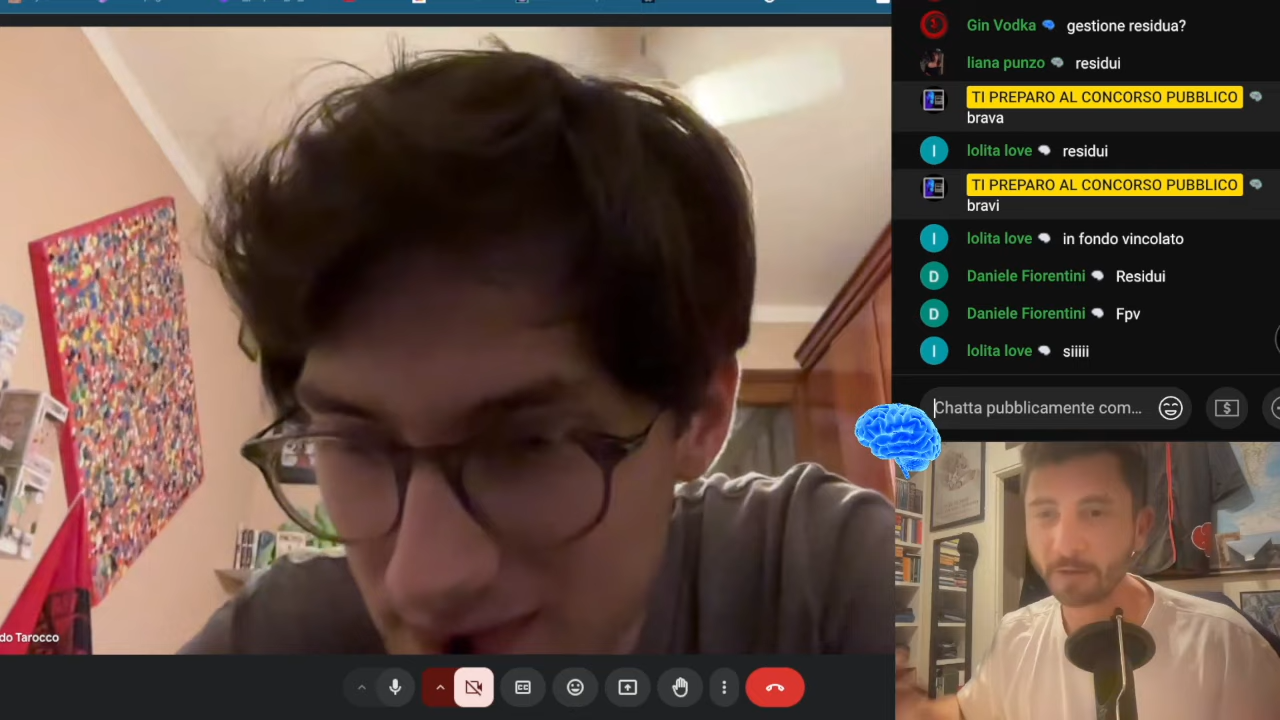 Gin Vodka gestione residua?
liana punzo residui
TI PREPARO AL CONCORSO PUBBLICO
brava
lolita love residui
TI PREPARO AL CONCORSO PUBBLICO
bravi
lolita love in fondo vincolato
Daniele Fiorentini Residui
Daniele Fiorentini Fpv
lolita love siiiii
Chatta pubblicamente com...
do Tarocco